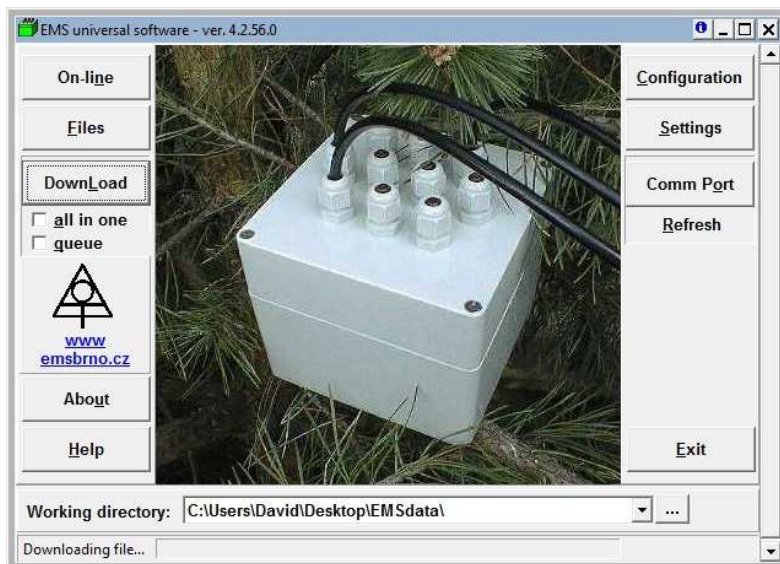 EMS universal software - ver. 4.2.56.0
On-line
Files
DownLoad
all in one
queue
www
emsbrno.cz
About
Help
Configuration
Settings
Comm Port
Refresh
Exit
Working directory: C:\Users\David\Desktop\EMSdata\ ...
Downloading file...